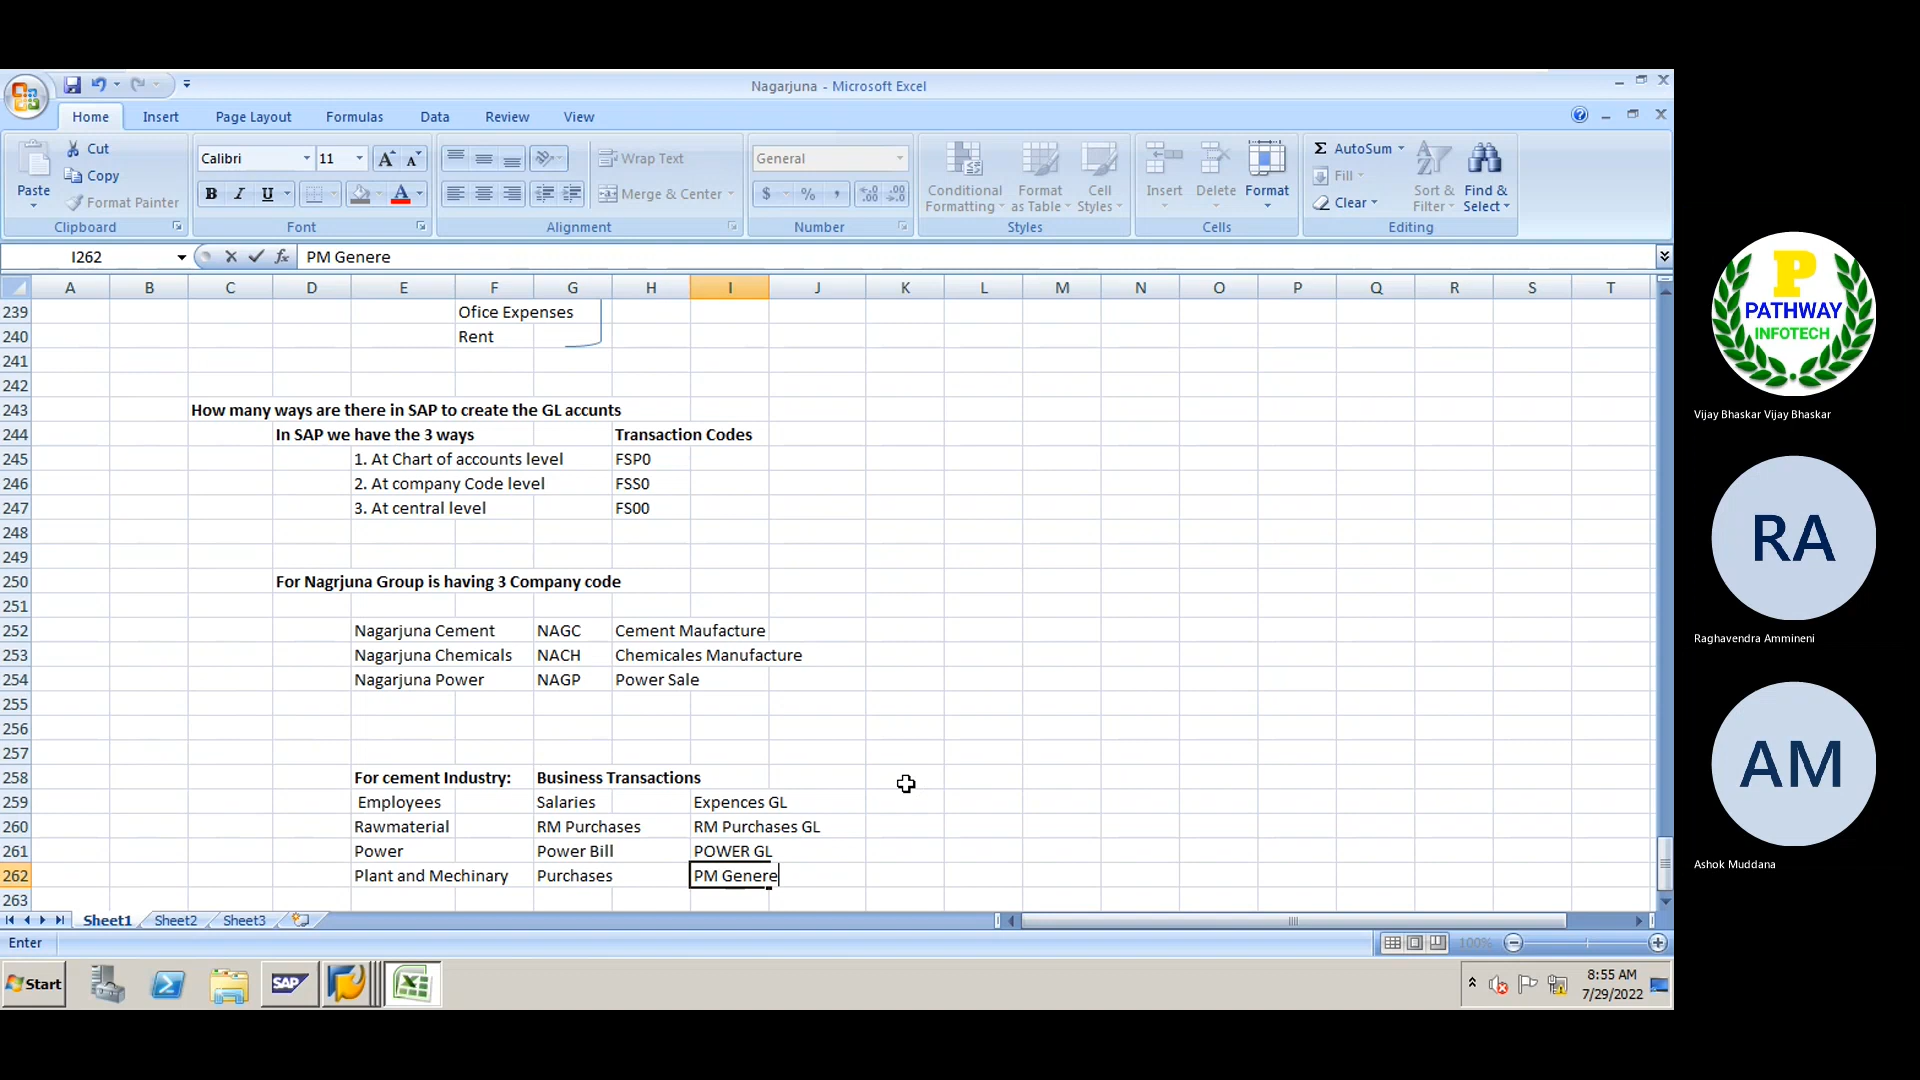 Nagarjuna - Microsoft Excel
Home Insert Page Layout Formulas Data Review View
Paste Cut Copy Format Painter Clipboard
Calibri 11 B I U A Font
Wrap Text Merge & Center Alignment
General $ % , Number
Conditional Formatting Format as Table Cell Styles Styles
Insert Delete Format Cells
Σ AutoSum Fill Clear Sort & Filter Find & Select Editing
I262 fx PM Genere
A B C D E F G H I J K L M N O P Q R S T
239 Ofice Expenses
240 Rent
241
242
243 How many ways are there in SAP to create the GL accunts
244 In SAP we have the 3 ways Transaction Codes
245 1. At Chart of accounts level FSP0
246 2. At company Code level FSS0
247 3. At central level FS00
248
249
250 For Nagrjuna Group is having 3 Company code
251
252 Nagarjuna Cement NAGC Cement Maufacture
253 Nagarjuna Chemicals NACH Chemicales Manufacture
254 Nagarjuna Power NAGP Power Sale
255
256
257
258 For cement Industry: Business Transactions
259 Employees Salaries Expences GL
260 Rawmaterial RM Purchases RM Purchases GL
261 Power Power Bill POWER GL
262 Plant and Mechinary Purchases PM Genere
263
Sheet1 Sheet2 Sheet3
Enter 100%
Start SAP 8:55 AM
7/29/2022
P
PATHWAY
INFOTECH
Vijay Bhaskar Vijay Bhaskar
RA
Raghavendra Ammineni
AM
Ashok Muddana